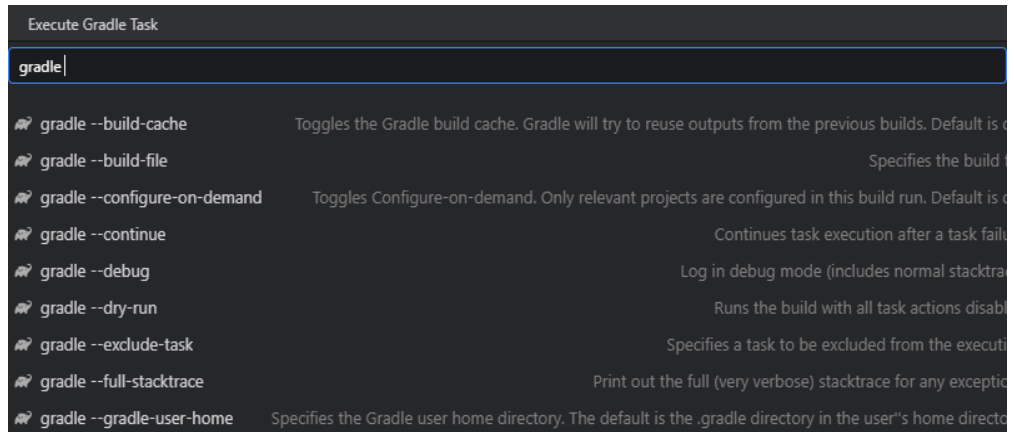 Execute Gradle Task
gradle
gradle --build-cache Toggles the Gradle build cache. Gradle will try to reuse outputs from the previous builds. Default is
gradle --build-file Specifies the build
gradle --configure-on-demand Toggles Configure-on-demand. Only relevant projects are configured in this build run. Default is
gradle --continue Continues task execution after a task
gradle --debug Log in debug mode (includes normal
gradle --dry-run Runs the build with all task actions
gradle --exclude-task Specifies a task to be excluded from the
gradle --full-stacktrace Print out the full (very verbose) stacktrace for any
gradle --gradle-user-home Specifies the Gradle user home directory. The default is the .gradle directory in the user''s home